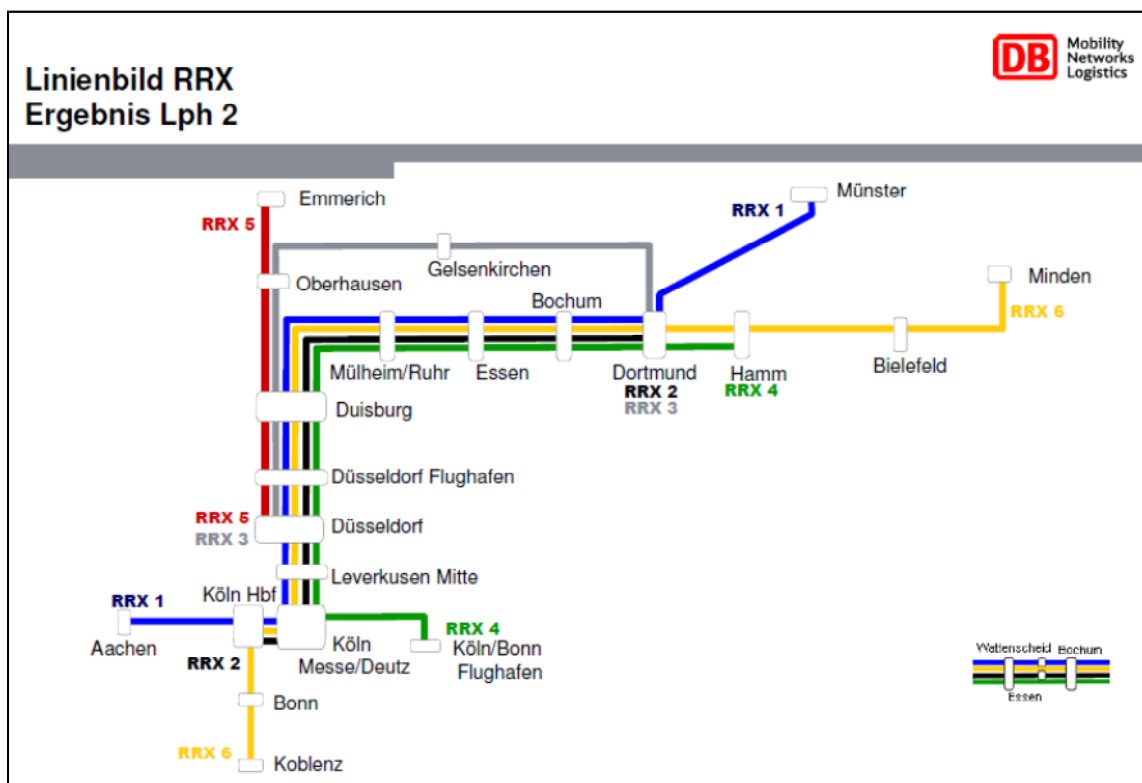 Linienbild RRX
Ergebnis Lph 2
DB
Mobility
Networks
Logistics
Emmerich
RRX 5
Münster
RRX 1
Gelsenkirchen
Oberhausen
Minden
RRX 6
Bochum
Mülheim/Ruhr
Essen
Dortmund
RRX 2
RRX 3
Hamm
RRX 4
Bielefeld
Duisburg
Düsseldorf Flughafen
RRX 5
RRX 3
Düsseldorf
Leverkusen Mitte
Köln Hbf
RRX 1
Aachen
RRX 2
Köln
Messe/Deutz
RRX 4
Köln/Bonn
Flughafen
Bonn
RRX 6
Koblenz
Wattenscheid
Bochum
Essen